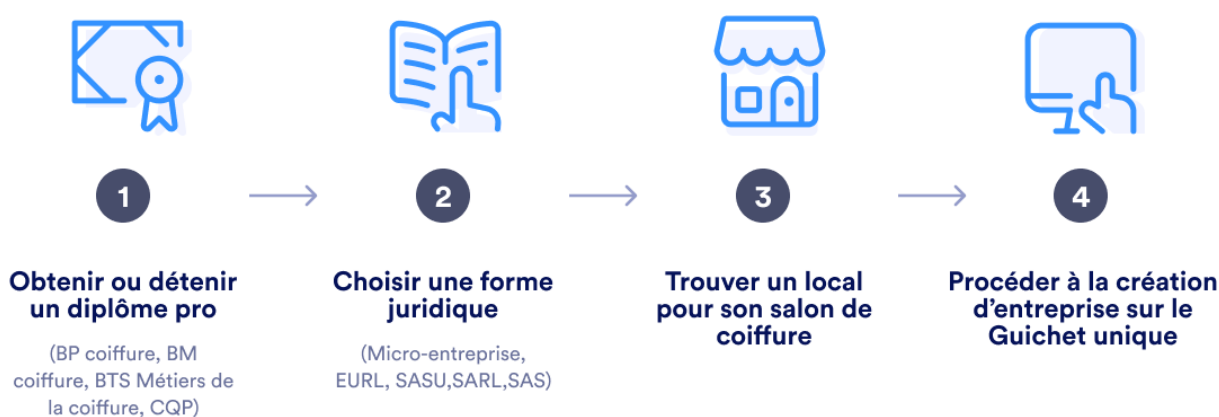 1
Obtenir ou détenir
un diplôme pro
(BP coiffure, BM
coiffure, BTS Métiers de
la coiffure, CQP)
2
Choisir une forme
juridique
(Micro-entreprise,
EURL, SASU,SARL,SAS)
3
Trouver un local
pour son salon de
coiffure
4
Procéder à la création
d'entreprise sur le
Guichet unique